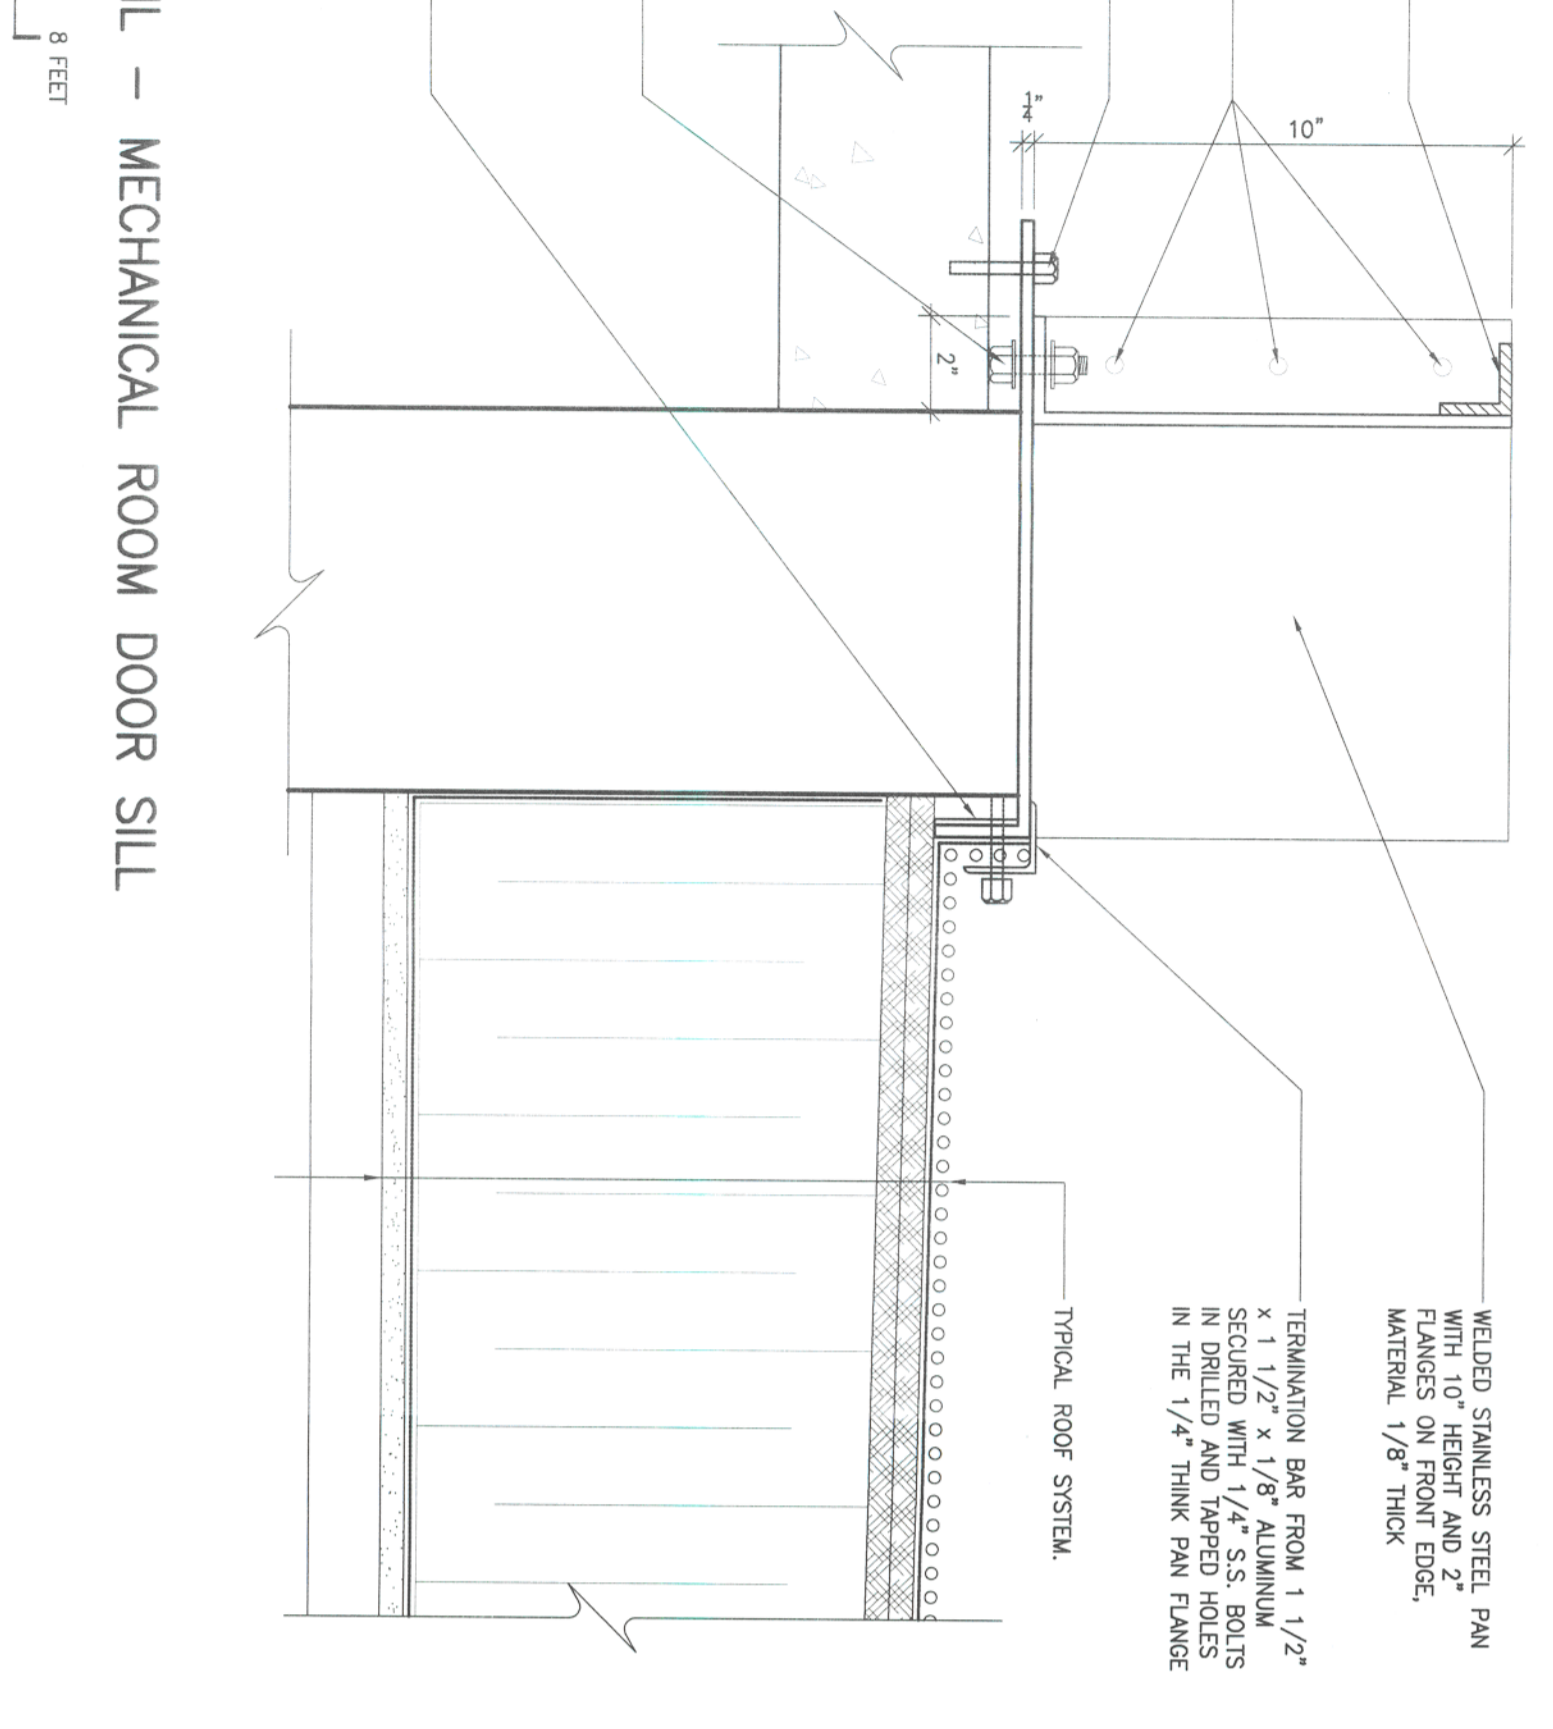 WELDED STAINLESS STEEL PAN
WITH 10" HEIGHT AND 2"
FLANGES ON FRONT EDGE,
MATERIAL 1/8" THICK
TERMINATION BAR FROM 1 1/2"
x 1 1/2" x 1/8" ALUMINUM
SECURED WITH 1/4" S.S. BOLTS
IN DRILLED AND TAPPED HOLES
IN THE 1/4" THINK PAN FLANGE
TYPICAL ROOF SYSTEM.
10"
1/4"
2"
IL - MECHANICAL ROOM DOOR SILL
8 FEET